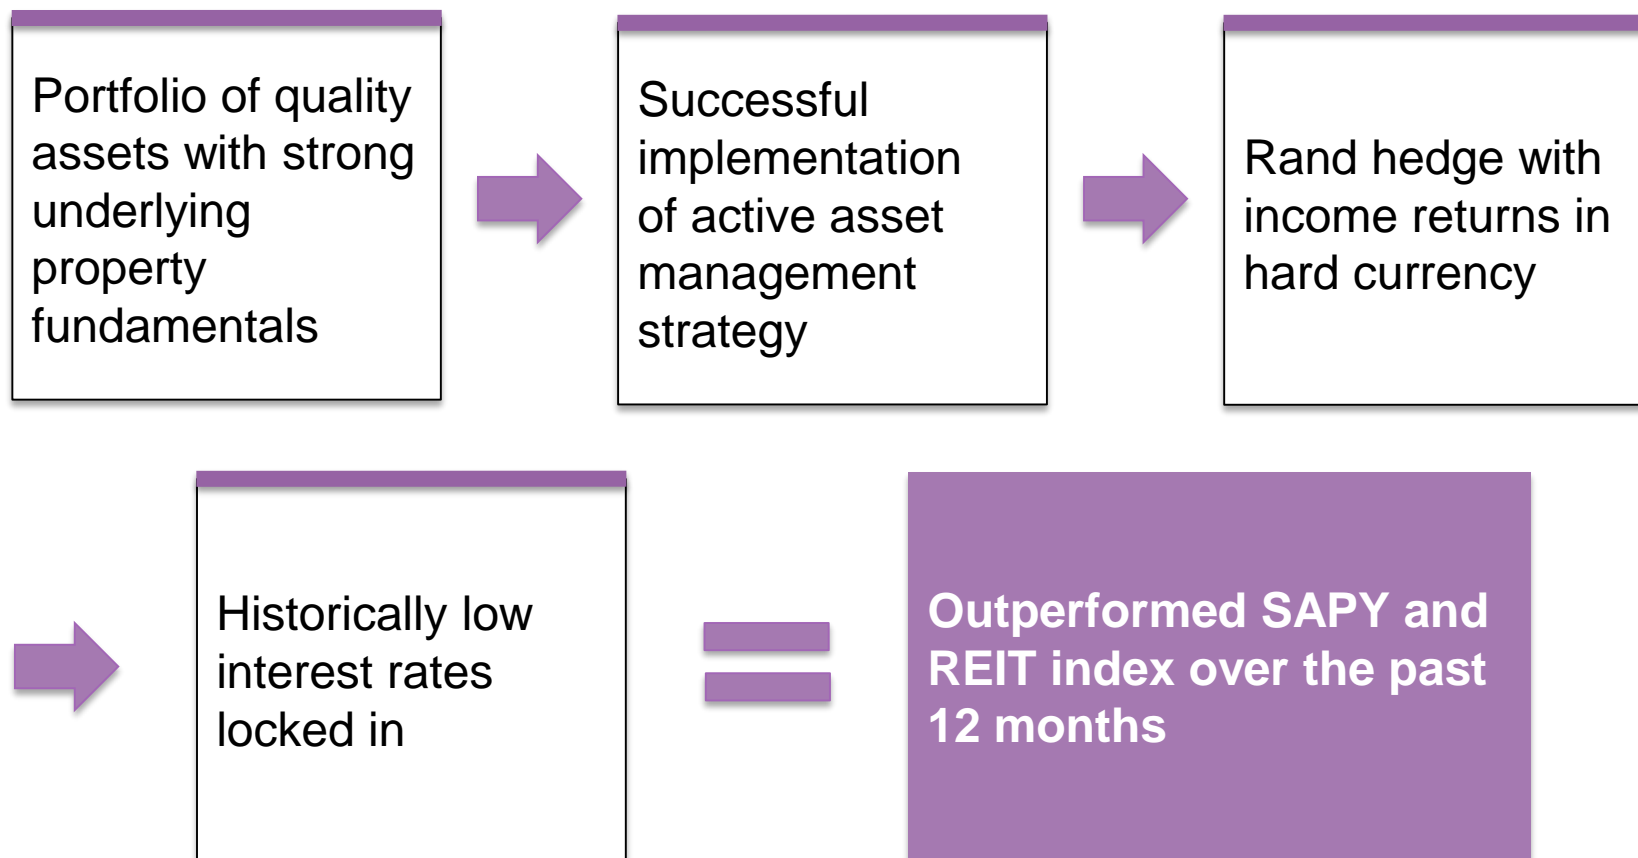 Portfolio of quality
assets with strong
underlying
property
fundamentals
Successful
implementation
of active asset
management
strategy
Rand hedge with
income returns in
hard currency
Historically low
interest rates
locked in
Outperformed SAPY and
REIT index over the past
12 months